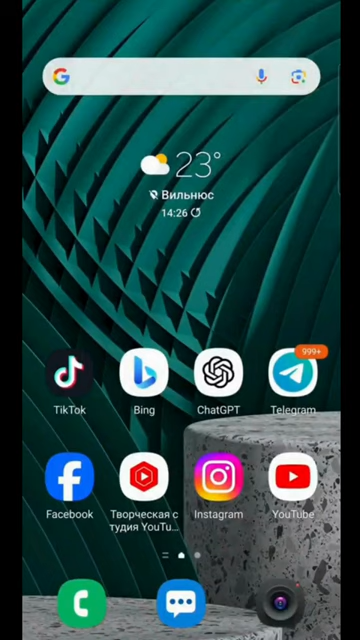 23°
Вильнюс
14:26
999+
TikTok
Bing
ChatGPT
Telegram
Facebook
Творческая с
тудия YouTu...
Instagram
YouTube